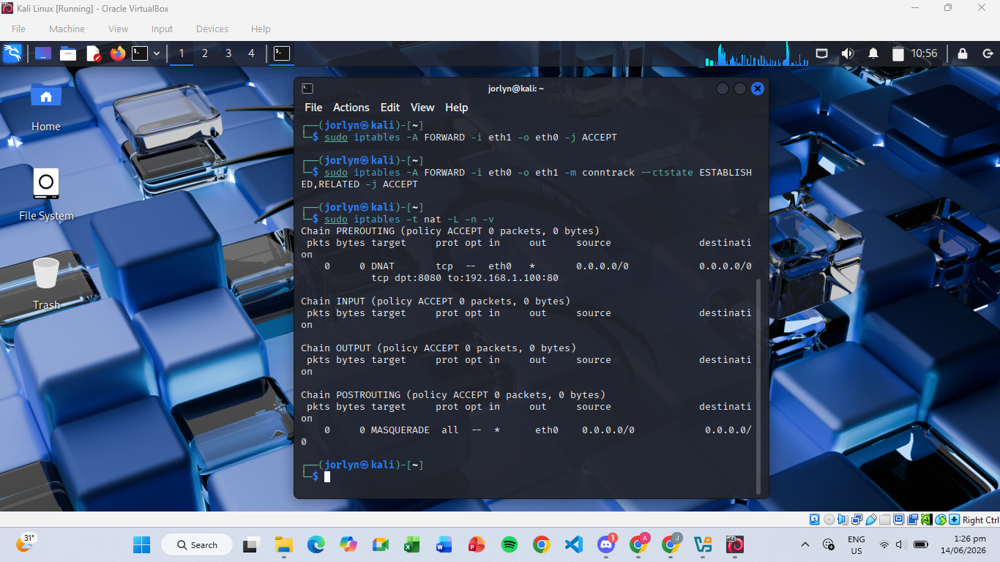 Kali Linux [Running] - Oracle VirtualBox
File Machine View Input Devices Help
1 2 3 4 10:56
Home
File System
Trash
jorlyn@kali: ~
File Actions Edit View Help
┌──(jorlyn㉿kali)-[~]
└─$ sudo iptables -A FORWARD -i eth1 -o eth0 -j ACCEPT
┌──(jorlyn㉿kali)-[~]
└─$ sudo iptables -A FORWARD -i eth0 -o eth1 -m conntrack --ctstate ESTABLISH
ED,RELATED -j ACCEPT
┌──(jorlyn㉿kali)-[~]
└─$ sudo iptables -t nat -L -n -v
Chain PREROUTING (policy ACCEPT 0 packets, 0 bytes)
pkts bytes target prot opt in out source destinati
on
0 0 DNAT tcp -- eth0 * 0.0.0.0/0 0.0.0.0/0
tcp dpt:8080 to:192.168.1.100:80
Chain INPUT (policy ACCEPT 0 packets, 0 bytes)
pkts bytes target prot opt in out source destinati
on
Chain OUTPUT (policy ACCEPT 0 packets, 0 bytes)
pkts bytes target prot opt in out source destinati
on
Chain POSTROUTING (policy ACCEPT 0 packets, 0 bytes)
pkts bytes target prot opt in out source destinati
on
0 0 MASQUERADE all -- * eth0 0.0.0.0/0 0.0.0.0/
0
┌──(jorlyn㉿kali)-[~]
└─$
Right Ctrl
31°
Search
1
A
J
ENG
US
1:26 pm
14/06/2026